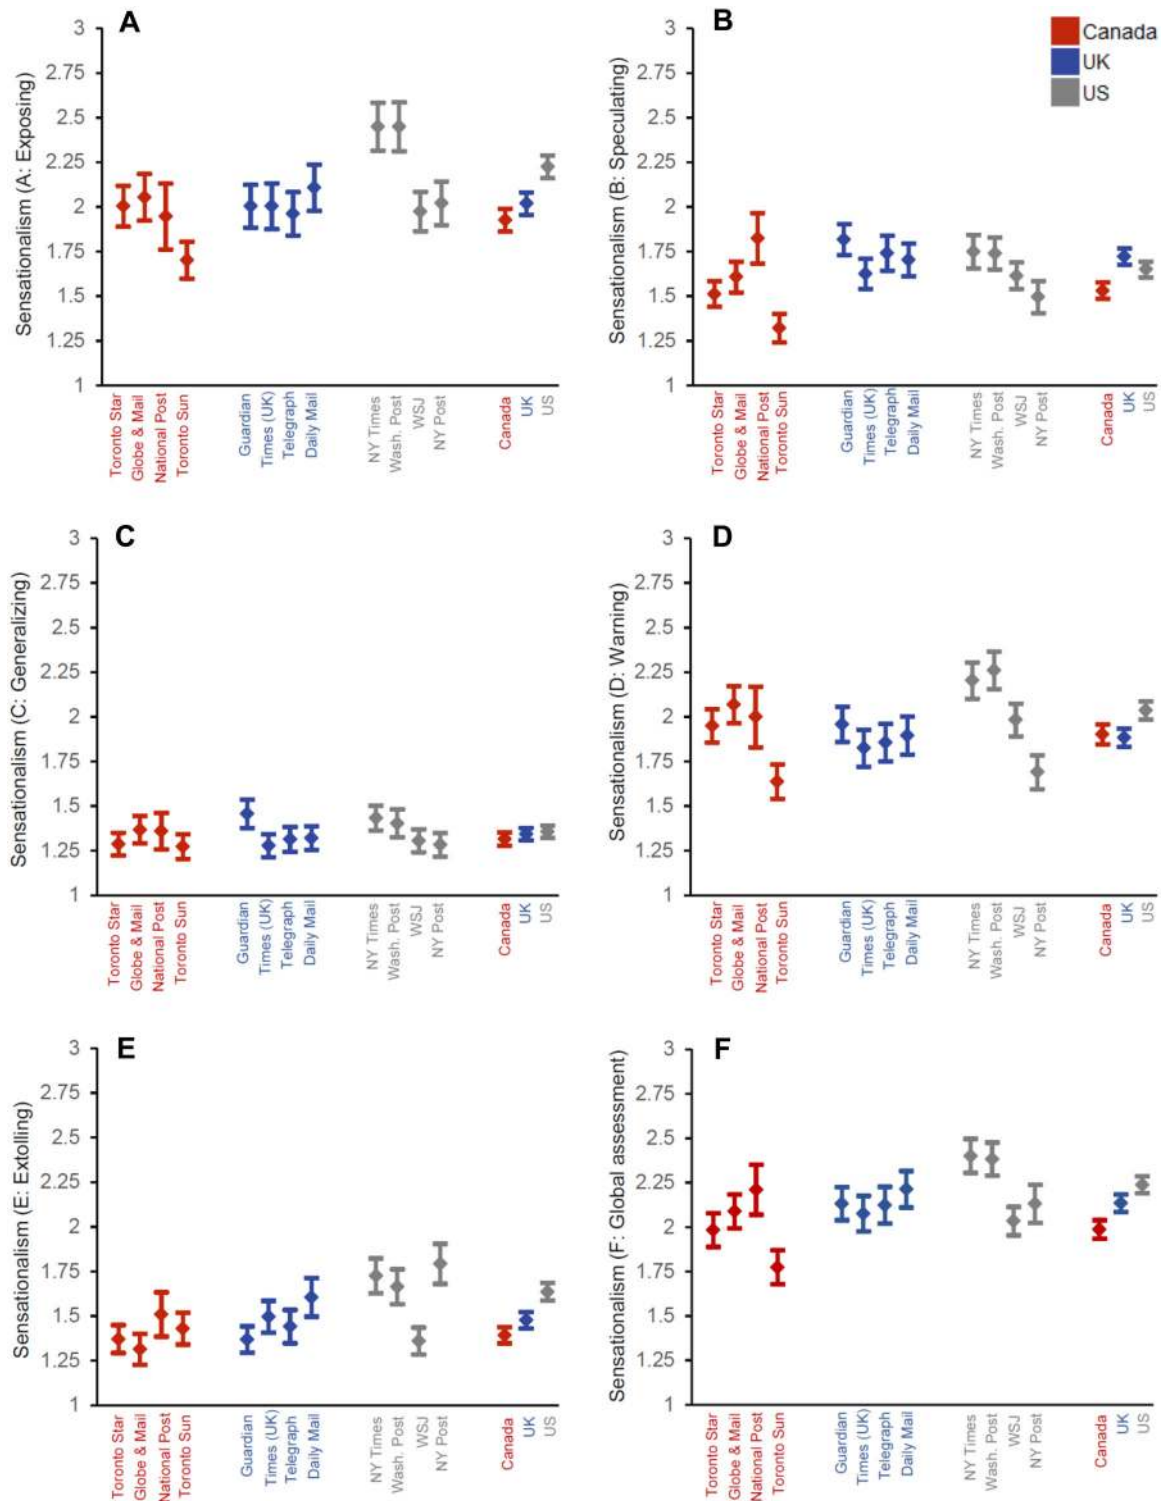 A
Sensationalism (A: Exposing)
3
2.75
2.5
2.25
2
1.75
1.5
1.25
1
Toronto Star
Globe & Mail
National Post
Toronto Sun
Guardian
Times (UK)
Telegraph
Daily Mail
NY Times
Wash. Post
WSJ
NY Post
Canada
UK
US
B
Canada
UK
US
Sensationalism (B: Speculating)
3
2.75
2.5
2.25
2
1.75
1.5
1.25
1
Toronto Star
Globe & Mail
National Post
Toronto Sun
Guardian
Times (UK)
Telegraph
Daily Mail
NY Times
Wash. Post
WSJ
NY Post
Canada
UK
US
C
Sensationalism (C: Generalizing)
3
2.75
2.5
2.25
2
1.75
1.5
1.25
1
Toronto Star
Globe & Mail
National Post
Toronto Sun
Guardian
Times (UK)
Telegraph
Daily Mail
NY Times
Wash. Post
WSJ
NY Post
Canada
UK
US
D
Sensationalism (D: Warning)
3
2.75
2.5
2.25
2
1.75
1.5
1.25
1
Toronto Star
Globe & Mail
National Post
Toronto Sun
Guardian
Times (UK)
Telegraph
Daily Mail
NY Times
Wash. Post
WSJ
NY Post
Canada
UK
US
E
Sensationalism (E: Extolling)
3
2.75
2.5
2.25
2
1.75
1.5
1.25
1
Toronto Star
Globe & Mail
National Post
Toronto Sun
Guardian
Times (UK)
Telegraph
Daily Mail
NY Times
Wash. Post
WSJ
NY Post
Canada
UK
US
F
Sensationalism (F: Global assessment)
3
2.75
2.5
2.25
2
1.75
1.5
1.25
1
Toronto Star
Globe & Mail
National Post
Toronto Sun
Guardian
Times (UK)
Telegraph
Daily Mail
NY Times
Wash. Post
WSJ
NY Post
Canada
UK
US